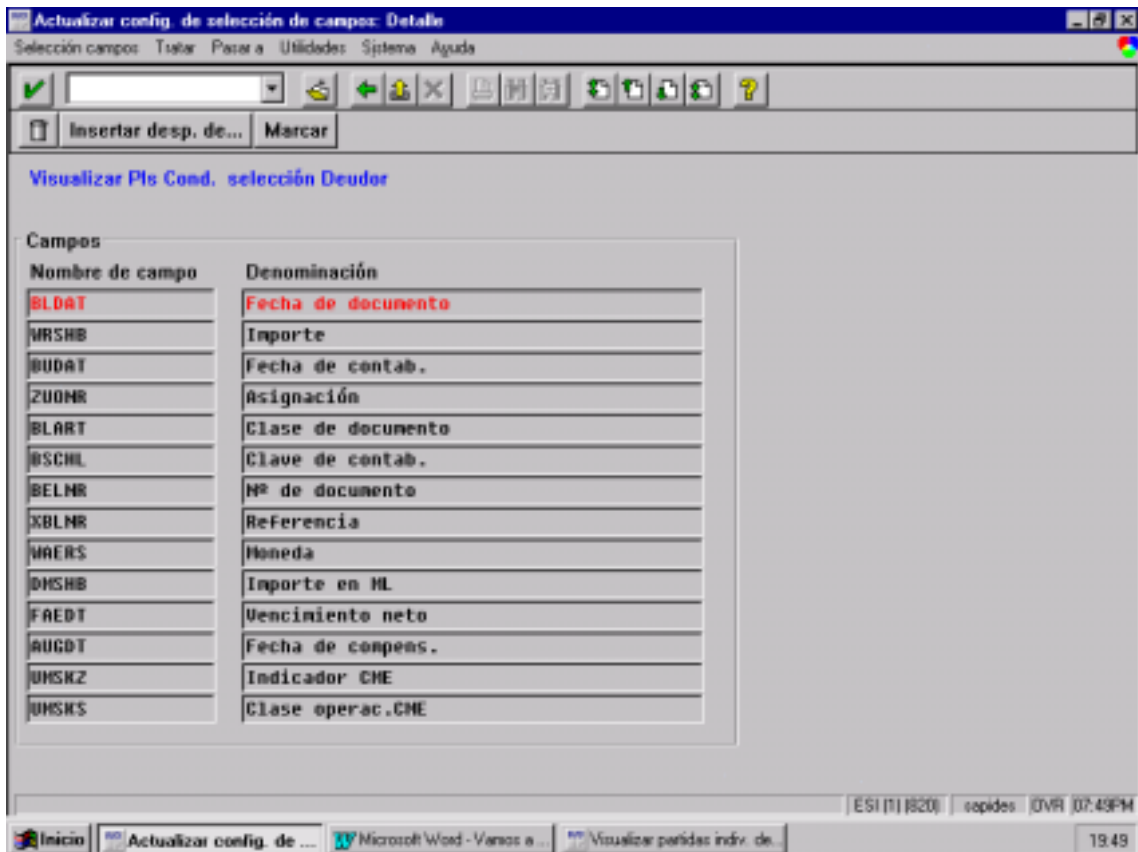 Actualizar config. de selección de campos: Detalle
Selección campos Tratar Pasar a Utilidades Sistema Ayuda
Insertar desp. de... Marcar
Visualizar PIs Cond. selección Deudor
Campos
Nombre de campo Denominación
BLDAT Fecha de documento
WRSHB Importe
BUDAT Fecha de contab.
ZUONR Asignación
BLART Clase de documento
BSCHL Clave de contab.
BELNR Nº de documento
XBLNR Referencia
WAERS Moneda
DMSHB Importe en ML
FAEDT Vencimiento neto
AUGDT Fecha de compens.
UMSKZ Indicador CME
UMSKS Clase operac.CME
ESI (1) (820) sapides OVR 07:49PM
Inicio Actualizar config. de ... Microsoft Word - Vamos a ... Visualizar partidas indiv. de... 19:49